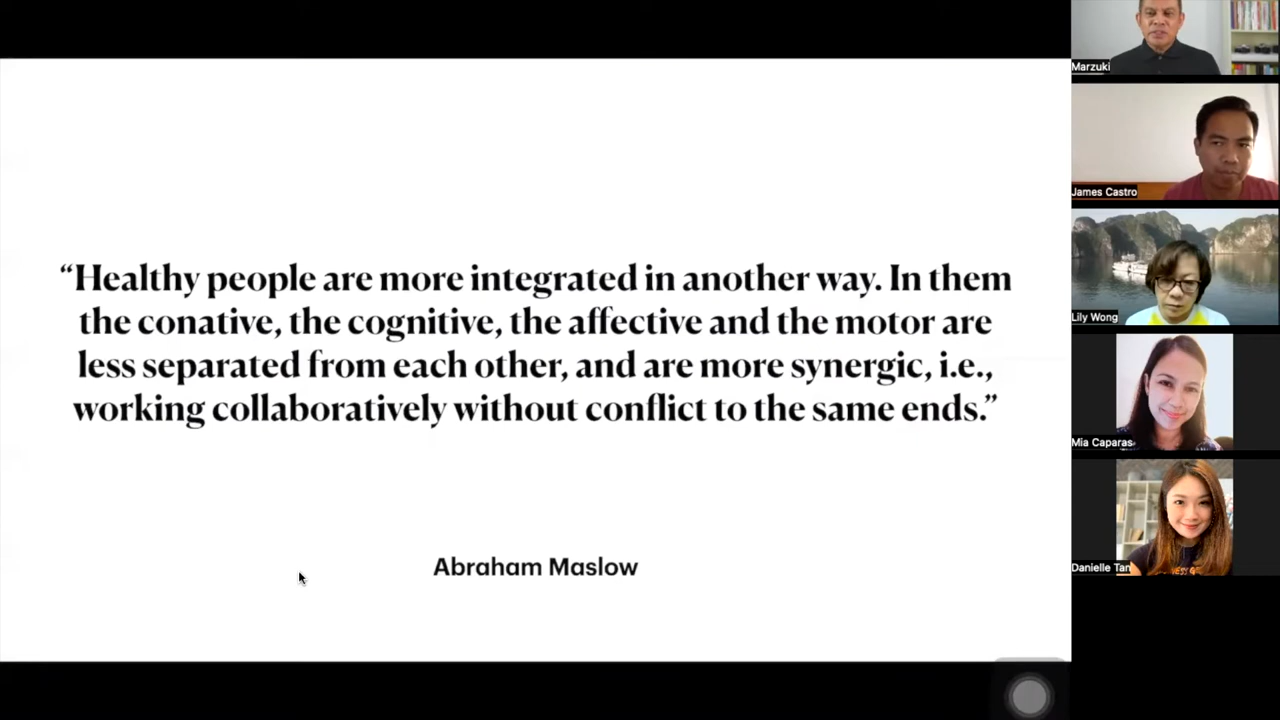 “Healthy people are more integrated in another way. In them
the conative, the cognitive, the affective and the motor are
less separated from each other, and are more synergic, i.e.,
working collaboratively without conflict to the same ends.”
Abraham Maslow
Marzuki
James Castro
Lily Wong
Mia Caparas
Danielle Tan